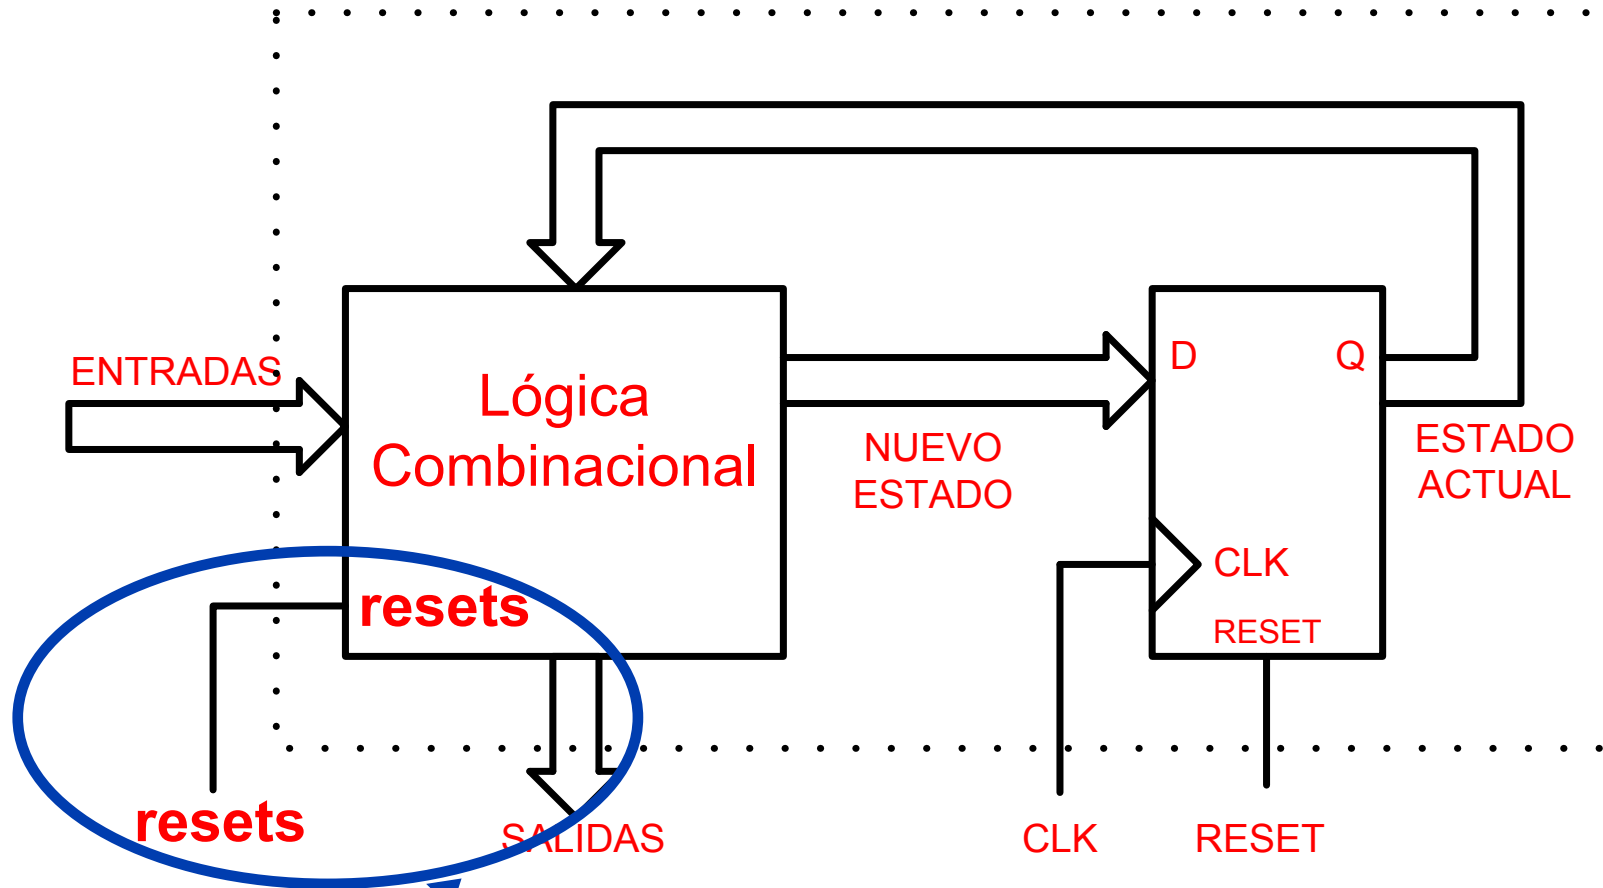 ENTRADAS
Lógica
Combinacional
resets
resets
SALIDAS
NUEVO
ESTADO
D
Q
CLK
RESET
ESTADO
ACTUAL
CLK
RESET